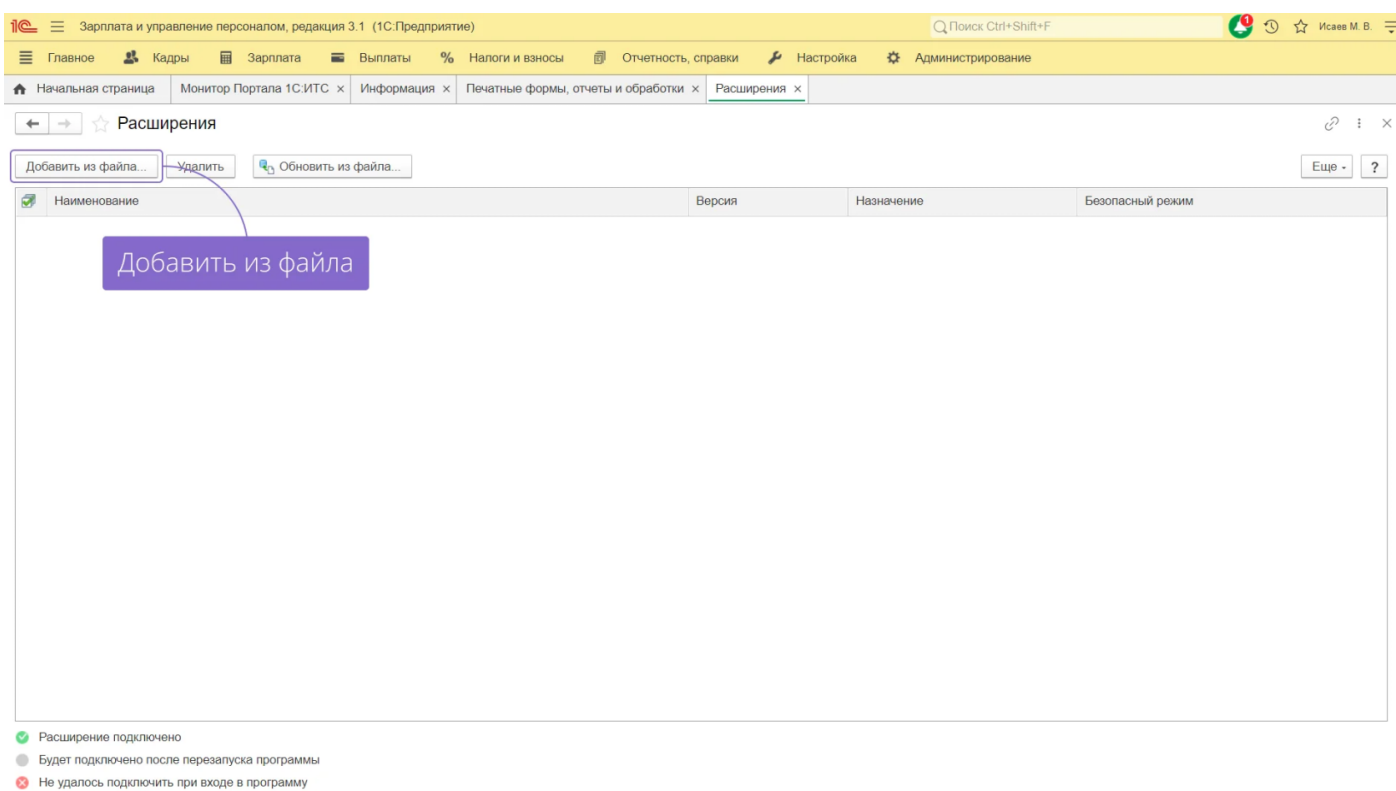 1С Зарплата и управление персоналом, редакция 3.1 (1С:Предприятие) Поиск Ctrl+Shift+F 1 Исаев М. В.
Главное Кадры Зарплата Выплаты % Налоги и взносы Отчетность, справки Настройка Администрирование
Начальная страница Монитор Портала 1С:ИТС × Информация × Печатные формы, отчеты и обработки × Расширения ×
Расширения
Добавить из файла... Удалить Обновить из файла... Еще ?
Наименование Версия Назначение Безопасный режим
Добавить из файла
Расширение подключено
Будет подключено после перезапуска программы
Не удалось подключить при входе в программу